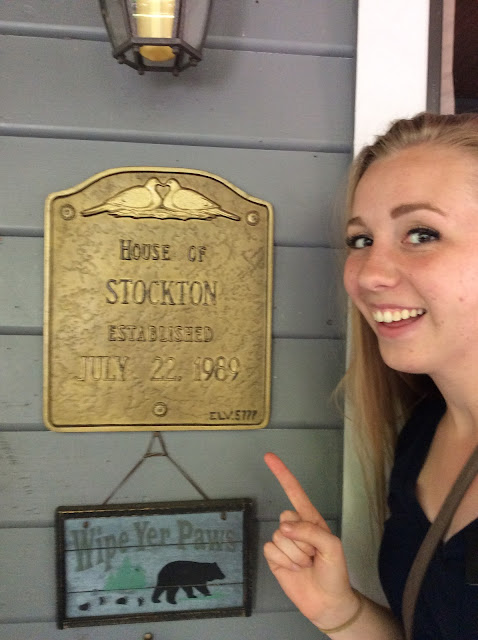 HOUSE OF
STOCKTON
ESTABLISHED
JULY 22, 1989
Wipe Yer Paws